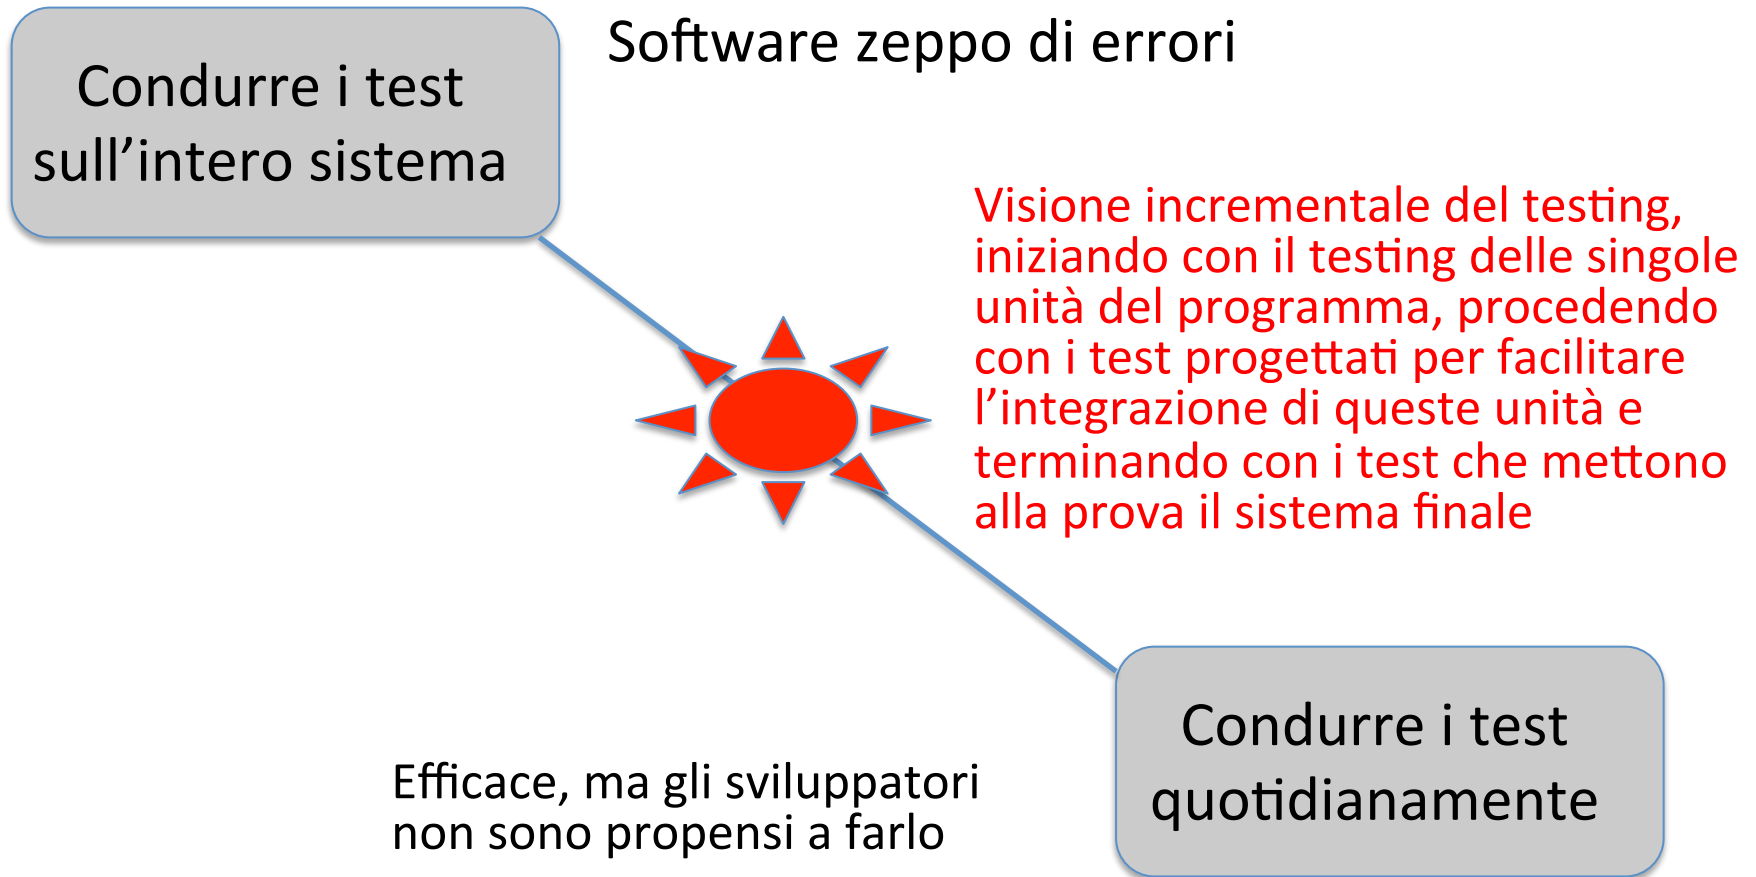 Software zeppo di errori
Condurre i test
sull’intero sistema
Visione incrementale del testing,
iniziando con il testing delle singole
unità del programma, procedendo
con i test progettati per facilitare
l’integrazione di queste unità e
terminando con i test che mettono
alla prova il sistema finale
Condurre i test
quotidianamente
Efficace, ma gli sviluppatori
non sono propensi a farlo